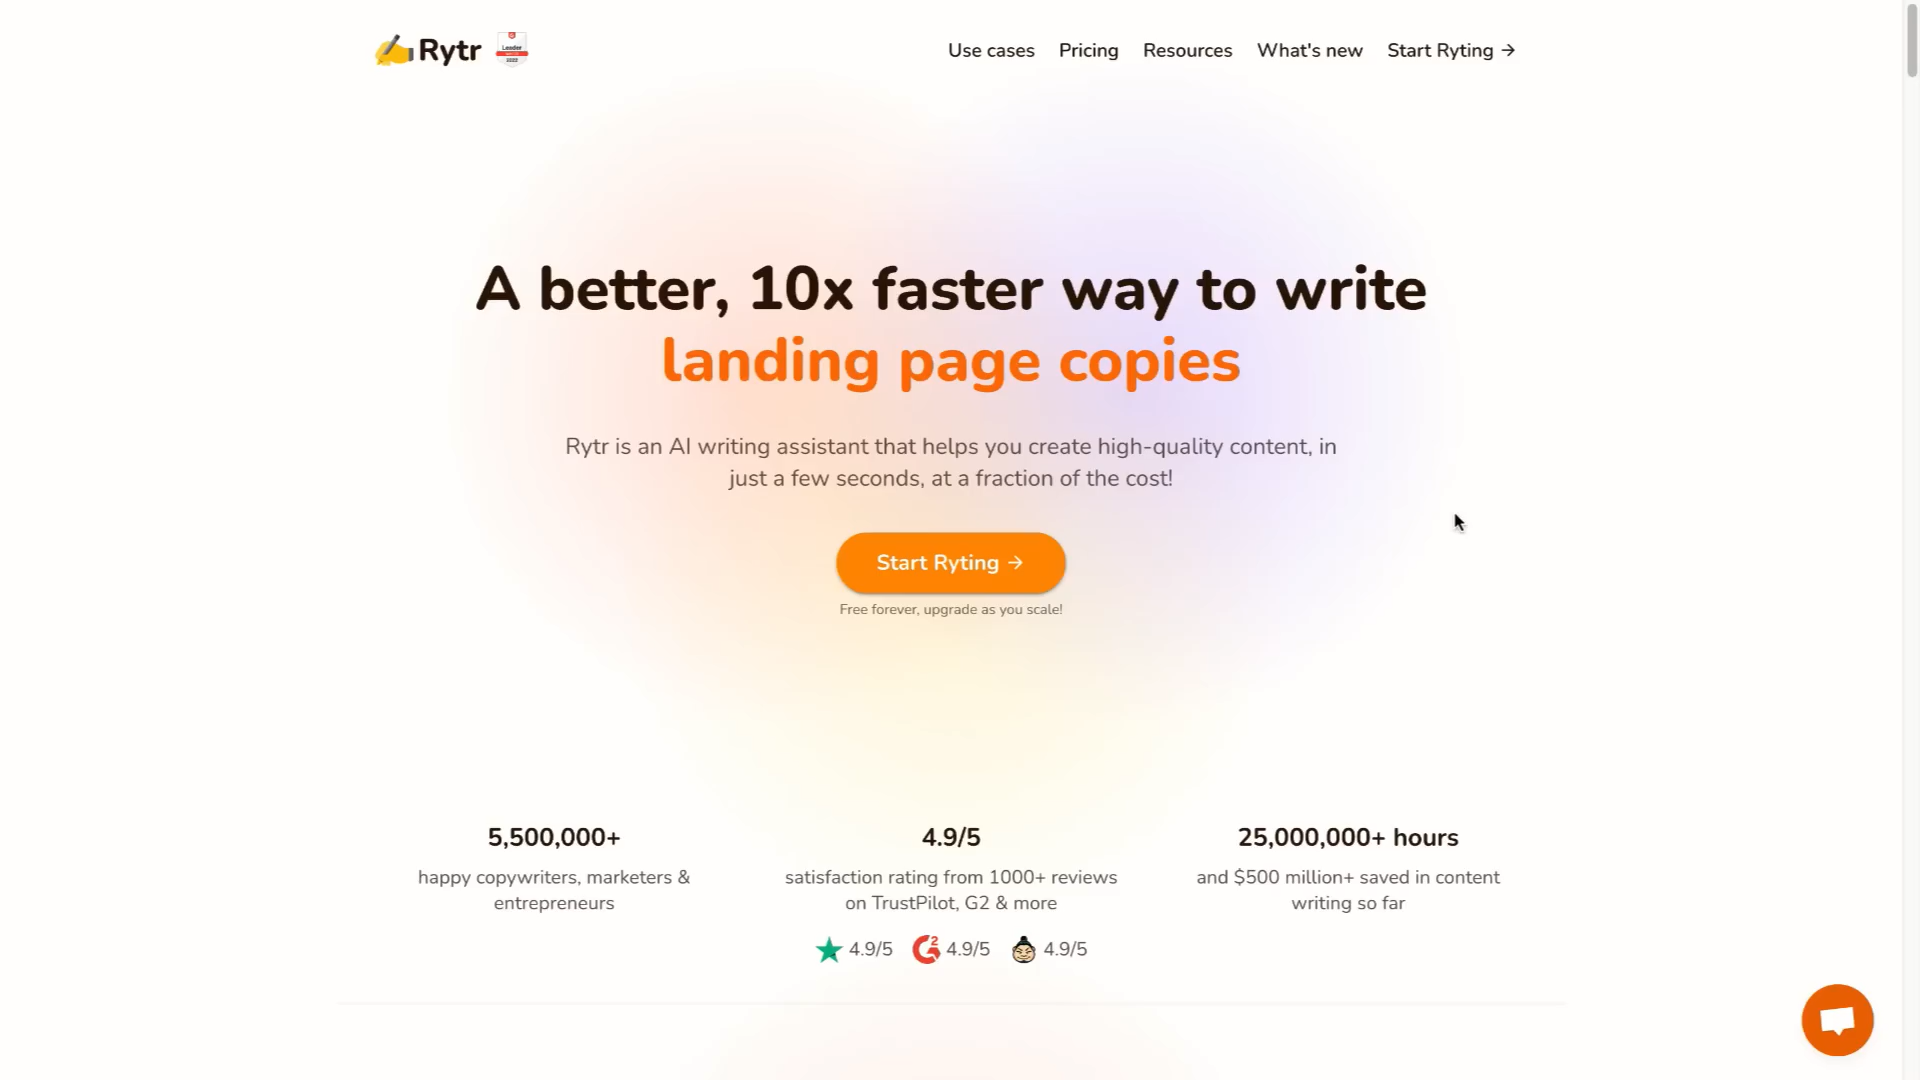 Rytr
Leader
2022
Use cases
Pricing
Resources
What's new
Start Ryting →
A better, 10x faster way to write
landing page copies
Rytr is an AI writing assistant that helps you create high-quality content, in
just a few seconds, at a fraction of the cost!
Start Ryting →
Free forever, upgrade as you scale!
5,500,000+
happy copywriters, marketers &
entrepreneurs
4.9/5
satisfaction rating from 1000+ reviews
on TrustPilot, G2 & more
4.9/5
4.9/5
4.9/5
25,000,000+ hours
and $500 million+ saved in content
writing so far